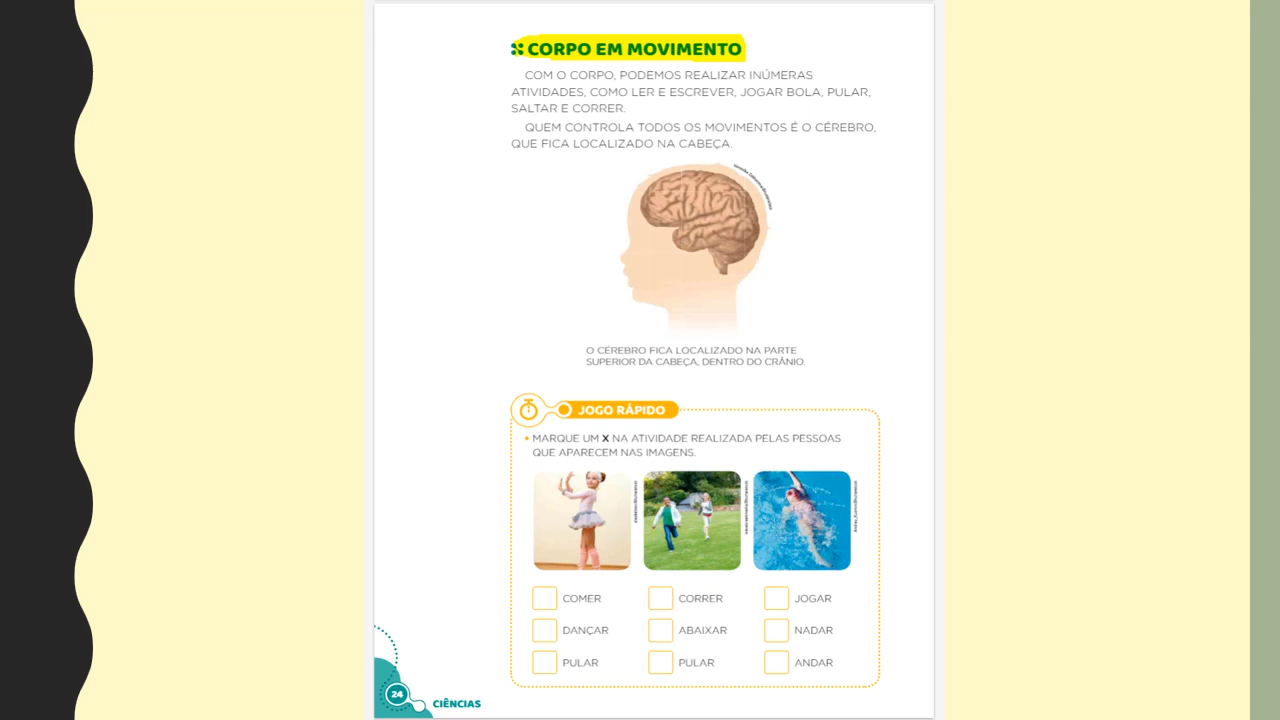 CORPO EM MOVIMENTO
COM O CORPO, PODEMOS REALIZAR INÚMERAS
ATIVIDADES, COMO LER E ESCREVER, JOGAR BOLA, PULAR,
SALTAR E CORRER.
QUEM CONTROLA TODOS OS MOVIMENTOS É O CÉREBRO,
QUE FICA LOCALIZADO NA CABEÇA.
O CÉREBRO FICA LOCALIZADO NA PARTE
SUPERIOR DA CABEÇA, DENTRO DO CRÂNIO.
JOGO RÁPIDO
• MARQUE UM X NA ATIVIDADE REALIZADA PELAS PESSOAS
QUE APARECEM NAS IMAGENS.
COMER CORRER JOGAR
DANÇAR ABAIXAR NADAR
PULAR PULAR ANDAR
24 CIÊNCIAS